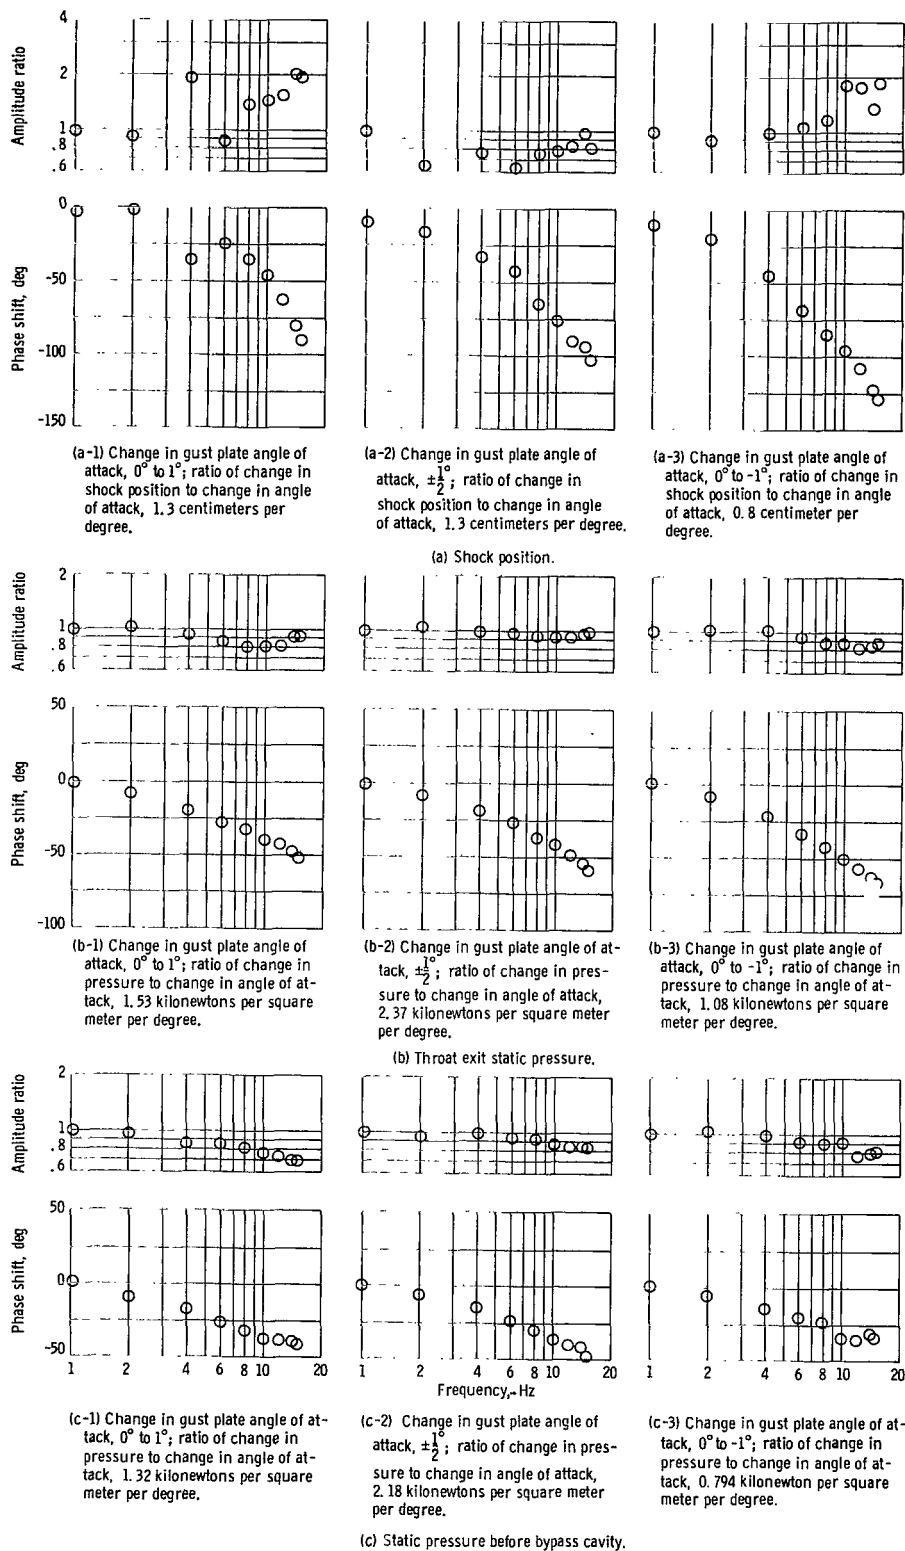 4
2
1
.8
.6
Amplitude ratio
0
-50
-100
-150
Phase shift, deg
(a-1) Change in gust plate angle of
attack, 0° to 1°; ratio of change in
shock position to change in angle
of attack, 1.3 centimeters per
degree.
(a-2) Change in gust plate angle of
attack, ±1/2°; ratio of change in
shock position to change in angle
of attack, 1.3 centimeters per degree.
(a-3) Change in gust plate angle of
attack, 0° to -1°; ratio of change in
shock position to change in angle
of attack, 0.8 centimeter per
degree.
(a) Shock position.
2
1
.8
.6
Amplitude ratio
50
0
-50
-100
Phase shift, deg
(b-1) Change in gust plate angle of
attack, 0° to 1°; ratio of change in
pressure to change in angle of at-
tack, 1.53 kilonewtons per square
meter per degree.
(b-2) Change in gust plate angle of at-
tack, ±1/2°; ratio of change in pres-
sure to change in angle of attack,
2.37 kilonewtons per square meter
per degree.
(b-3) Change in gust plate angle of
attack, 0° to -1°; ratio of change in
pressure to change in angle of at-
tack, 1.08 kilonewtons per square
meter per degree.
(b) Throat exit static pressure.
2
1
.8
.6
Amplitude ratio
50
0
-50
Phase shift, deg
1 2 4 6 8 10 20
1 2 4 6 8 10 20
1 2 4 6 8 10 20
Frequency, Hz
(c-1) Change in gust plate angle of at-
tack, 0° to 1°; ratio of change in
pressure to change in angle of at-
tack, 1.32 kilonewtons per square
meter per degree.
(c-2) Change in gust plate angle of
attack, ±1/2°; ratio of change in pres-
sure to change in angle of attack,
2.18 kilonewtons per square meter
per degree.
(c-3) Change in gust plate angle of at-
tack, 0° to -1°; ratio of change in
pressure to change in angle of at-
tack, 0.794 kilonewton per square
meter per degree.
(c) Static pressure before bypass cavity.